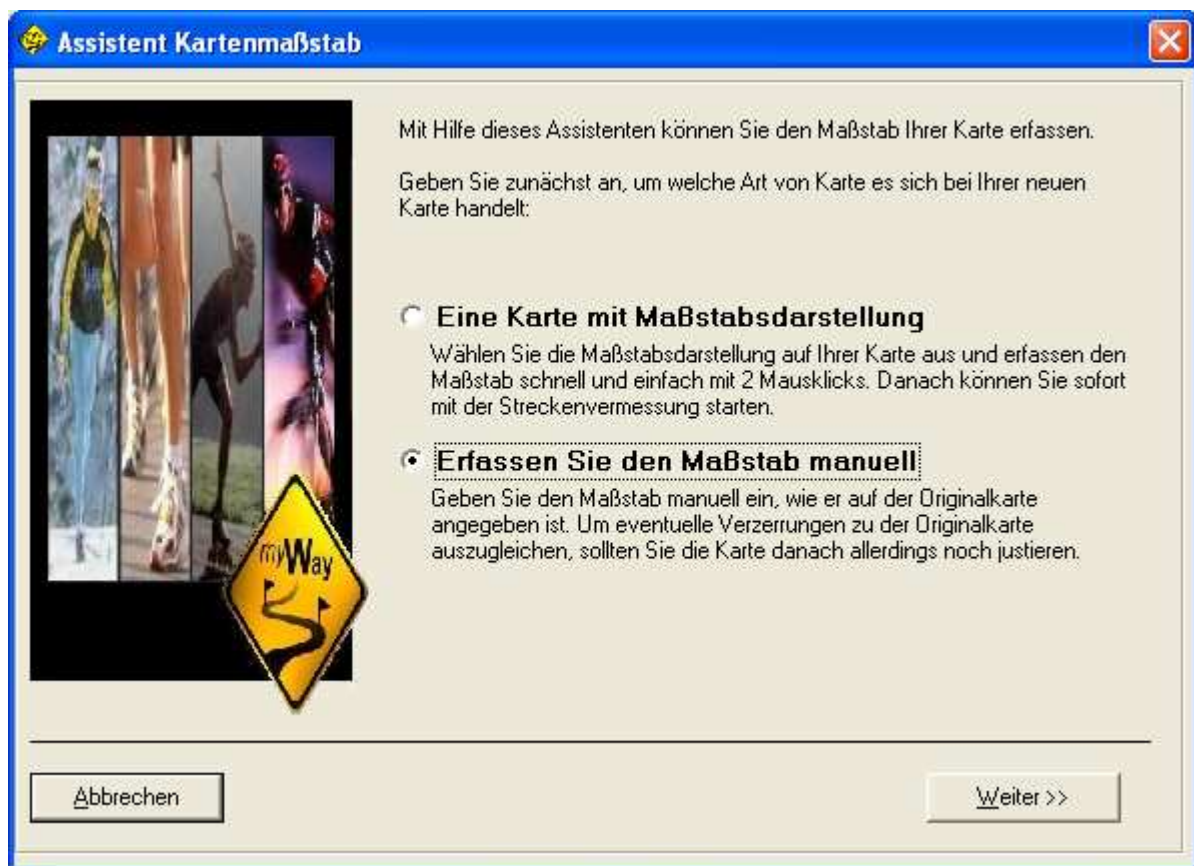 Assistent Kartenmaßstab
Mit Hilfe dieses Assistenten können Sie den Maßstab Ihrer Karte erfassen.
Geben Sie zunächst an, um welche Art von Karte es sich bei Ihrer neuen
Karte handelt:
Eine Karte mit Maßstabsdarstellung
Wählen Sie die Maßstabsdarstellung auf Ihrer Karte aus und erfassen den
Maßstab schnell und einfach mit 2 Mausklicks. Danach können Sie sofort
mit der Streckenvermessung starten.
Erfassen Sie den Maßstab manuell
Geben Sie den Maßstab manuell ein, wie er auf der Originalkarte
angegeben ist. Um eventuelle Verzerrungen zu der Originalkarte
auszugleichen, sollten Sie die Karte danach allerdings noch justieren.
myWay
Abbrechen
Weiter >>